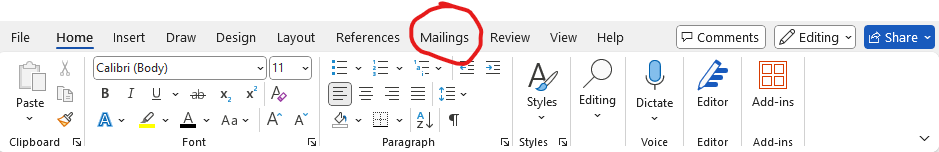 File Home Insert Draw Design Layout References Mailings Review View Help Comments Editing Share
Calibri (Body) 11
B I U ab x₂ x²
A A Aa A A
Paste Styles Editing Dictate Editor Add-ins
Clipboard Font Paragraph Styles Voice Editor Add-ins